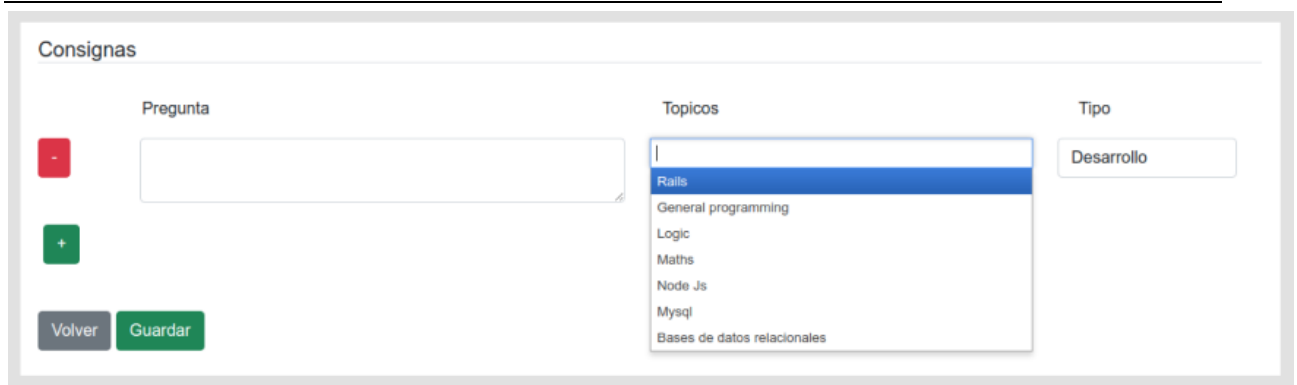 Consignas
Pregunta Topicos Tipo
- Desarrollo
Rails
General programming
+ Logic
Maths
Node Js
Mysql
Volver Guardar
Bases de datos relacionales